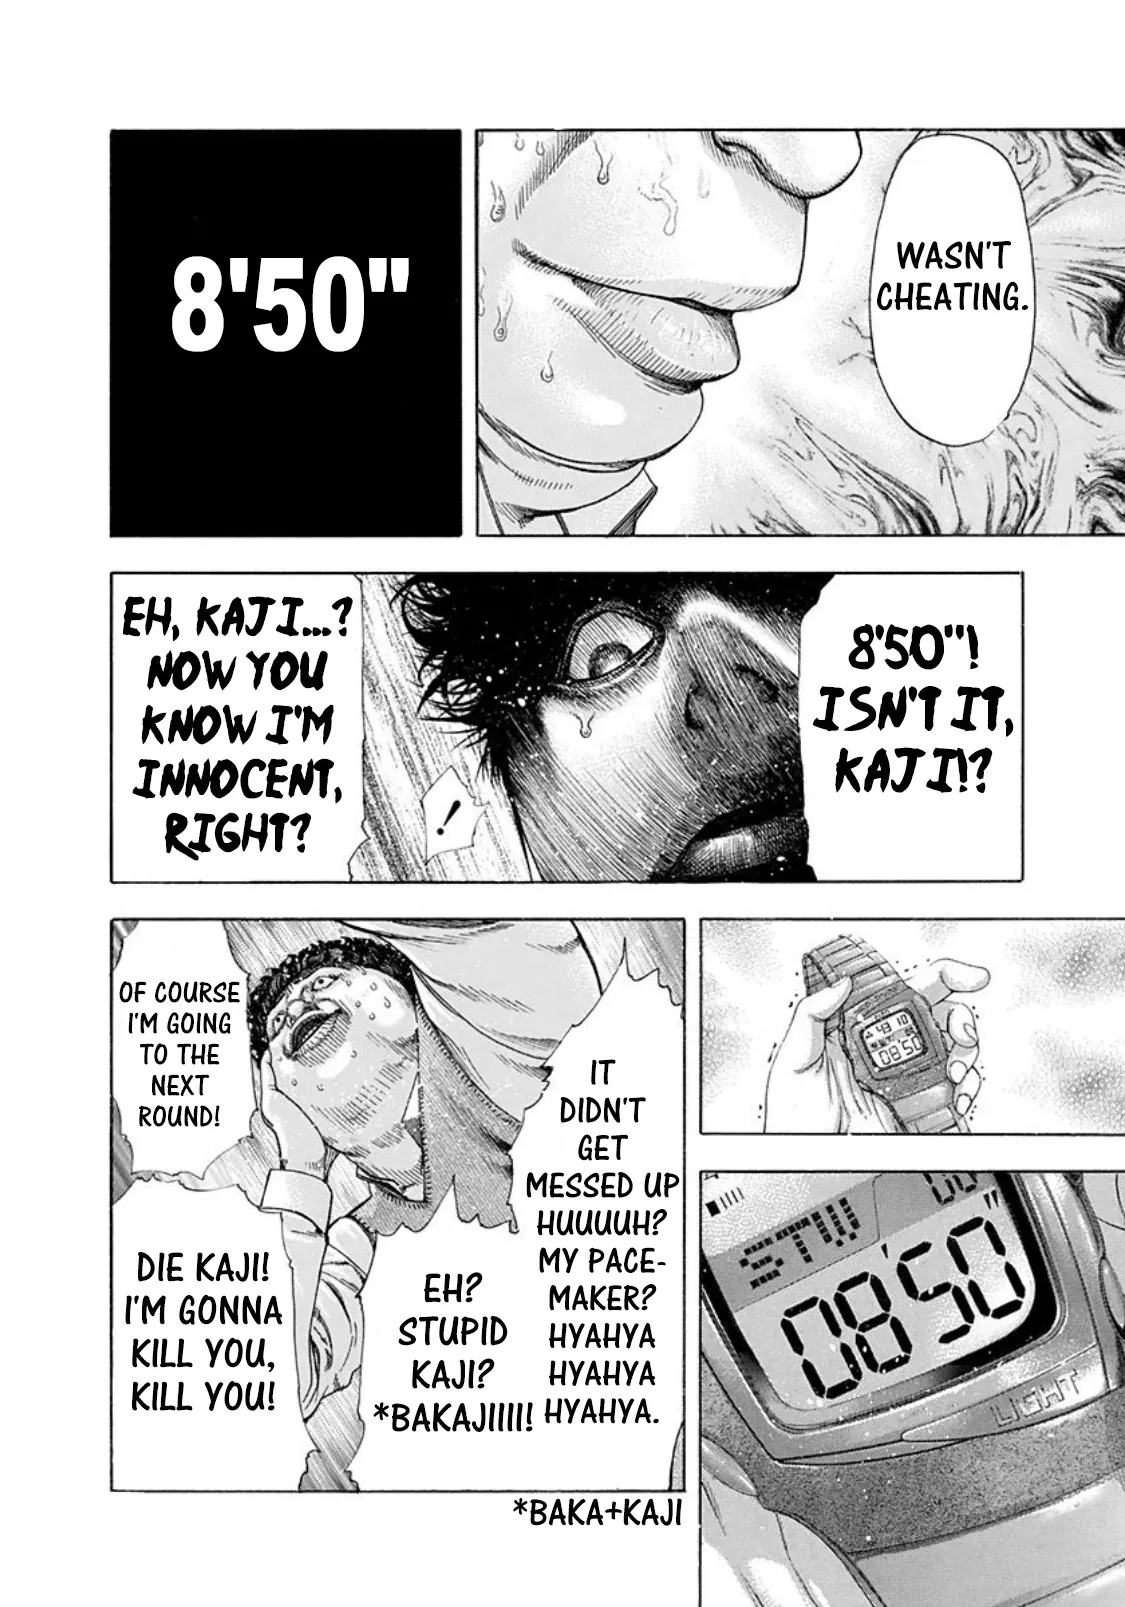 WASN'T
CHEATING.
8'50"
8'50"!
ISN'T IT,
KAJI!?
!
EH, KAJI...?
NOW YOU
KNOW I'M
INNOCENT,
RIGHT?
08'50
STW
00
08'50"
LIGHT
IT
DIDN'T
GET
MESSED UP
HUUUUH?
MY PACE-
MAKER?
HYAHYA
HYAHYA
HYAHYA.
EH?
STUPID
KAJI?
*BAKAJIIII!
OF COURSE
I'M GOING
TO THE
NEXT
ROUND!
DIE KAJI!
I'M GONNA
KILL YOU,
KILL YOU!
*BAKA+KAJI